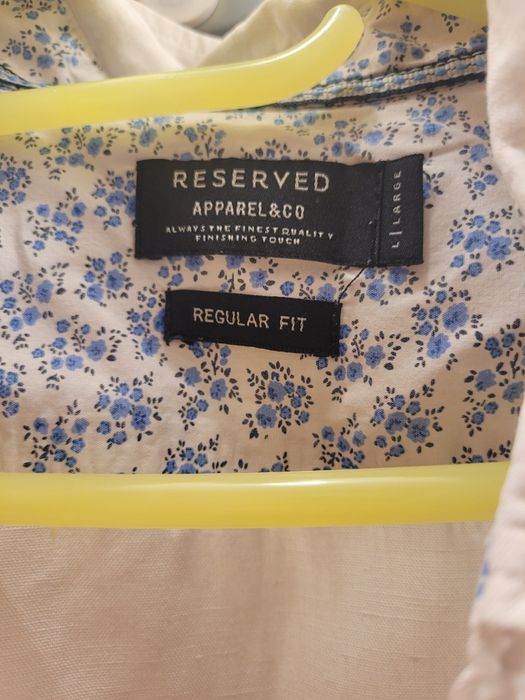 RESERVED
APPAREL&CO
ALWAYS THE FINEST QUALITY
FINISHING TOUCH
L | LARGE
REGULAR FIT